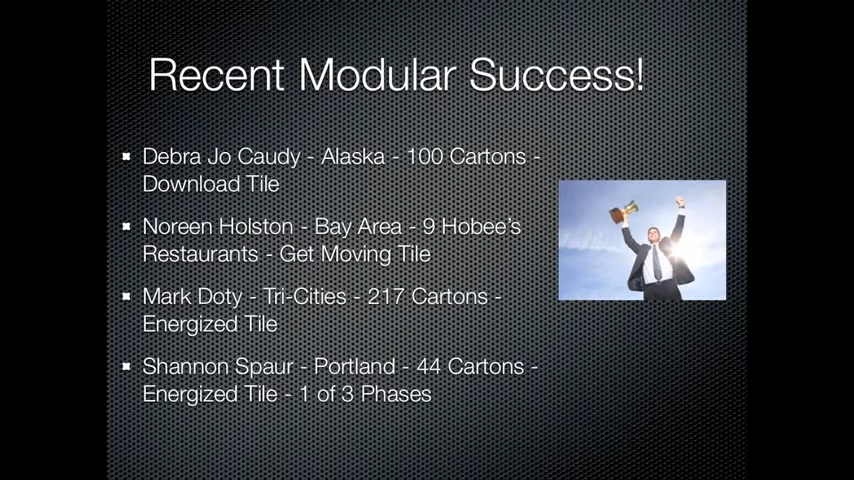 Recent Modular Success!
Debra Jo Caudy - Alaska - 100 Cartons -
Download Tile
Noreen Holston - Bay Area - 9 Hobee's
Restaurants - Get Moving Tile
Mark Doty - Tri-Cities - 217 Cartons -
Energized Tile
Shannon Spaur - Portland - 44 Cartons -
Energized Tile - 1 of 3 Phases